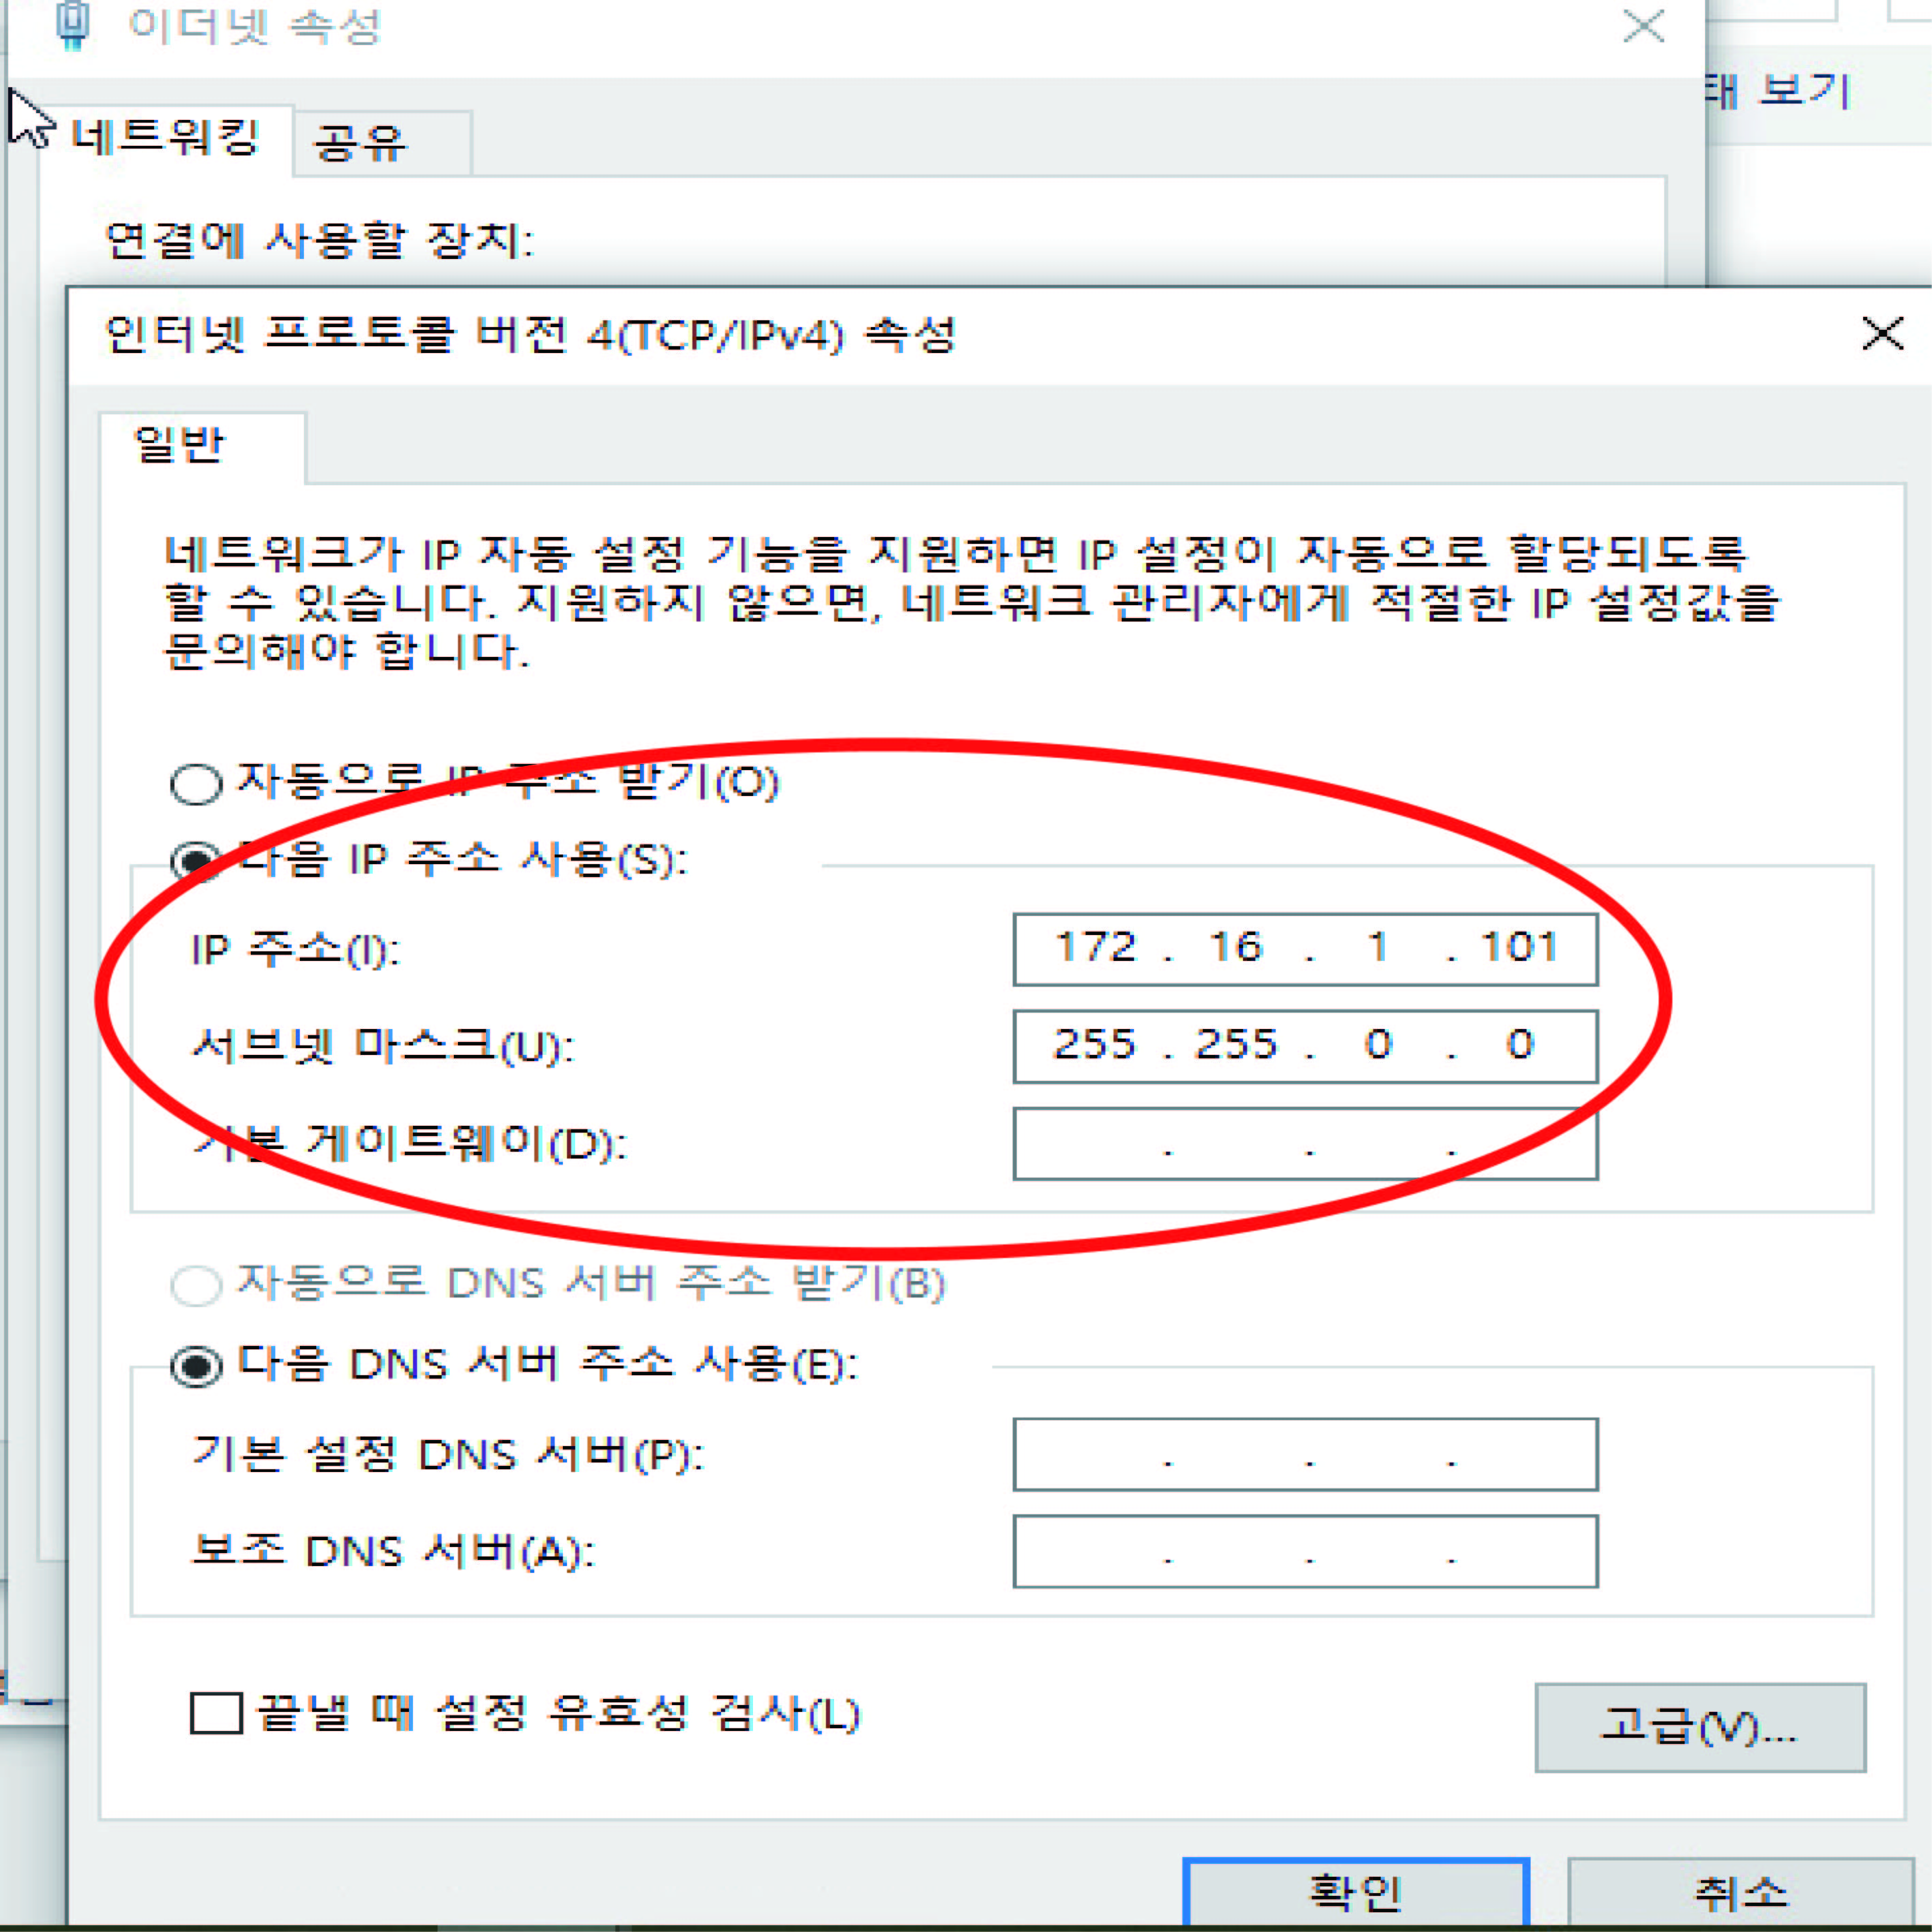 이더넷 속성
태 보기
네트워킹
공유
연결에 사용할 장치:
인터넷 프로토콜 버전 4(TCP/IPv4) 속성
일반
네트워크가 IP 자동 설정 기능을 지원하면 IP 설정이 자동으로 할당되도록
할 수 있습니다. 지원하지 않으면, 네트워크 관리자에게 적절한 IP 설정값을
문의해야 합니다.
자동으로 IP 주소 받기(O)
다음 IP 주소 사용(S):
IP 주소(I): 172 . 16 . 1 . 101
서브넷 마스크(U): 255 . 255 . 0 . 0
기본 게이트웨이(D): . . .
자동으로 DNS 서버 주소 받기(B)
다음 DNS 서버 주소 사용(E):
기본 설정 DNS 서버(P): . . .
보조 DNS 서버(A): . . .
끝낼 때 설정 유효성 검사(L)
고급(V)...
확인
취소